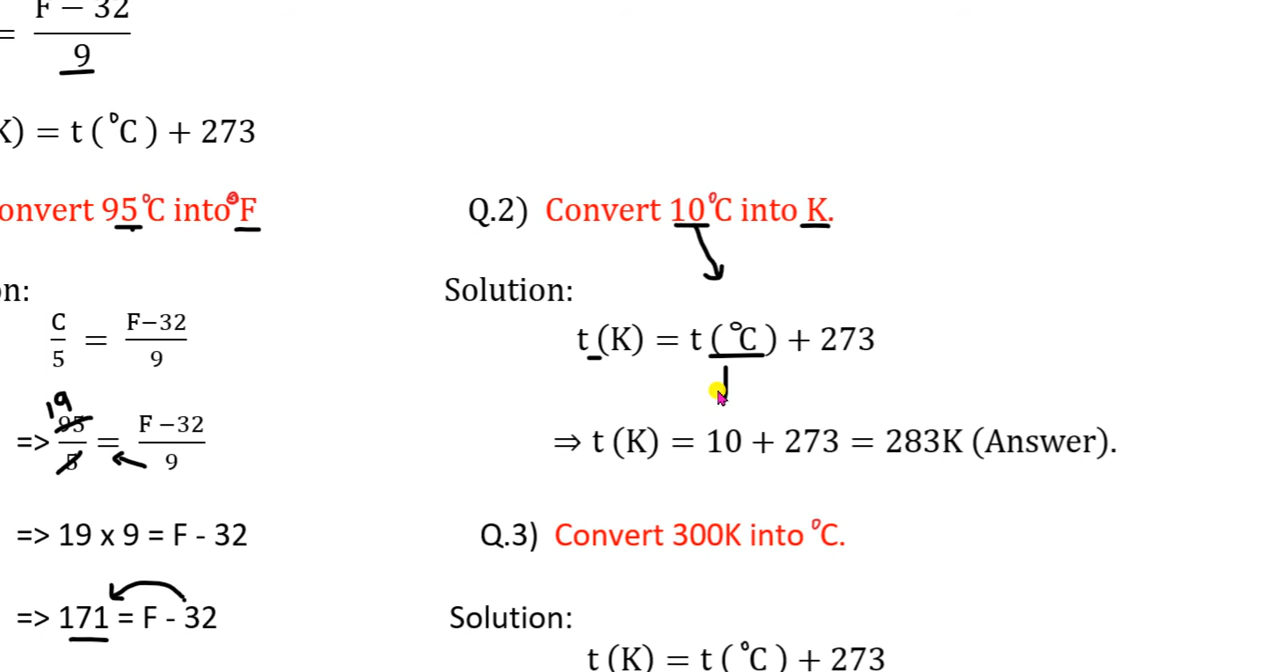 = F − 32 / 9
K) = t (°C) + 273
onvert 95°C into °F
on:
C/5 = F−32/9
19
=> 95/5 = F −32/9
=> 19 x 9 = F - 32
=> 171 = F - 32
Q.2) Convert 10°C into K.
Solution:
t (K) = t (°C) + 273
⇒ t (K) = 10 + 273 = 283K (Answer).
Q.3) Convert 300K into °C.
Solution:
t (K) = t (°C) + 273